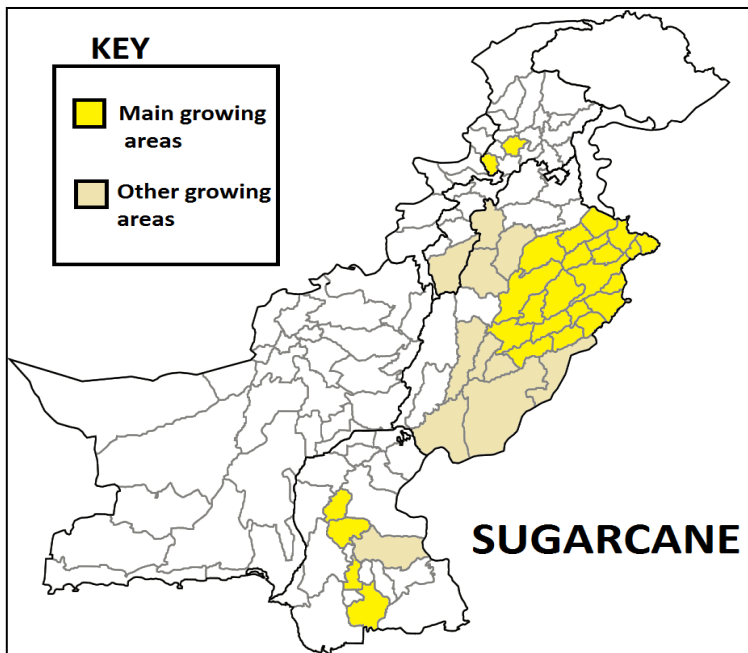 KEY
Main growing
areas
Other growing
areas
SUGARCANE